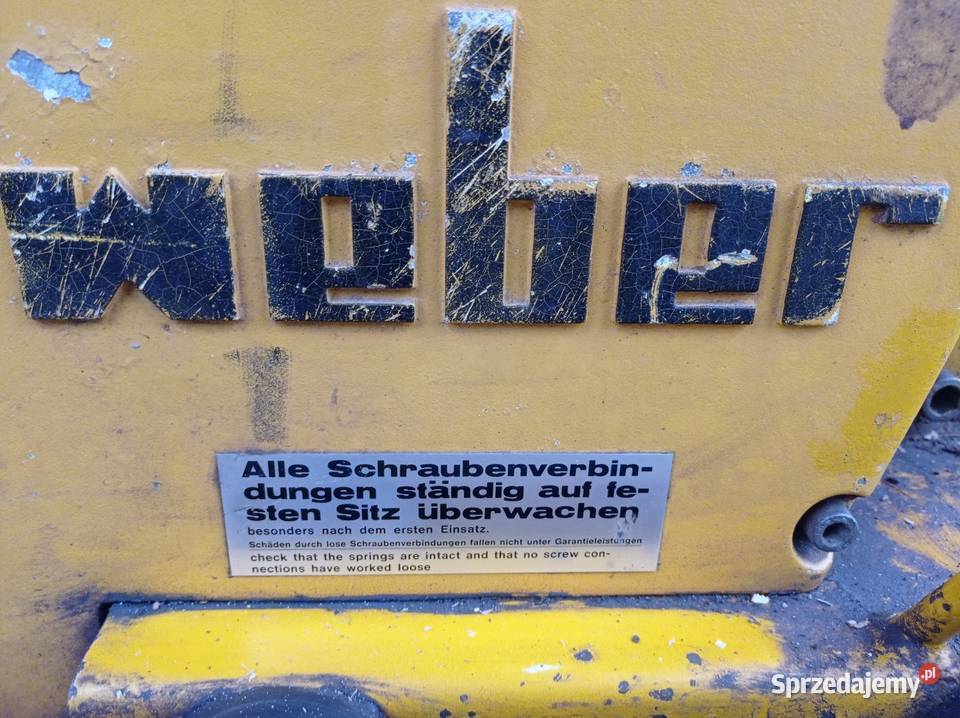 weber
Alle Schraubenverbin-
dungen ständig auf fe-
sten Sitz überwachen
besonders nach dem ersten Einsatz.
Schäden durch lose Schraubenverbindungen fallen nicht unter Garantieleistungen
check that the springs are intact and that no screw con-
nections have worked loose
Sprzedajemy.pl